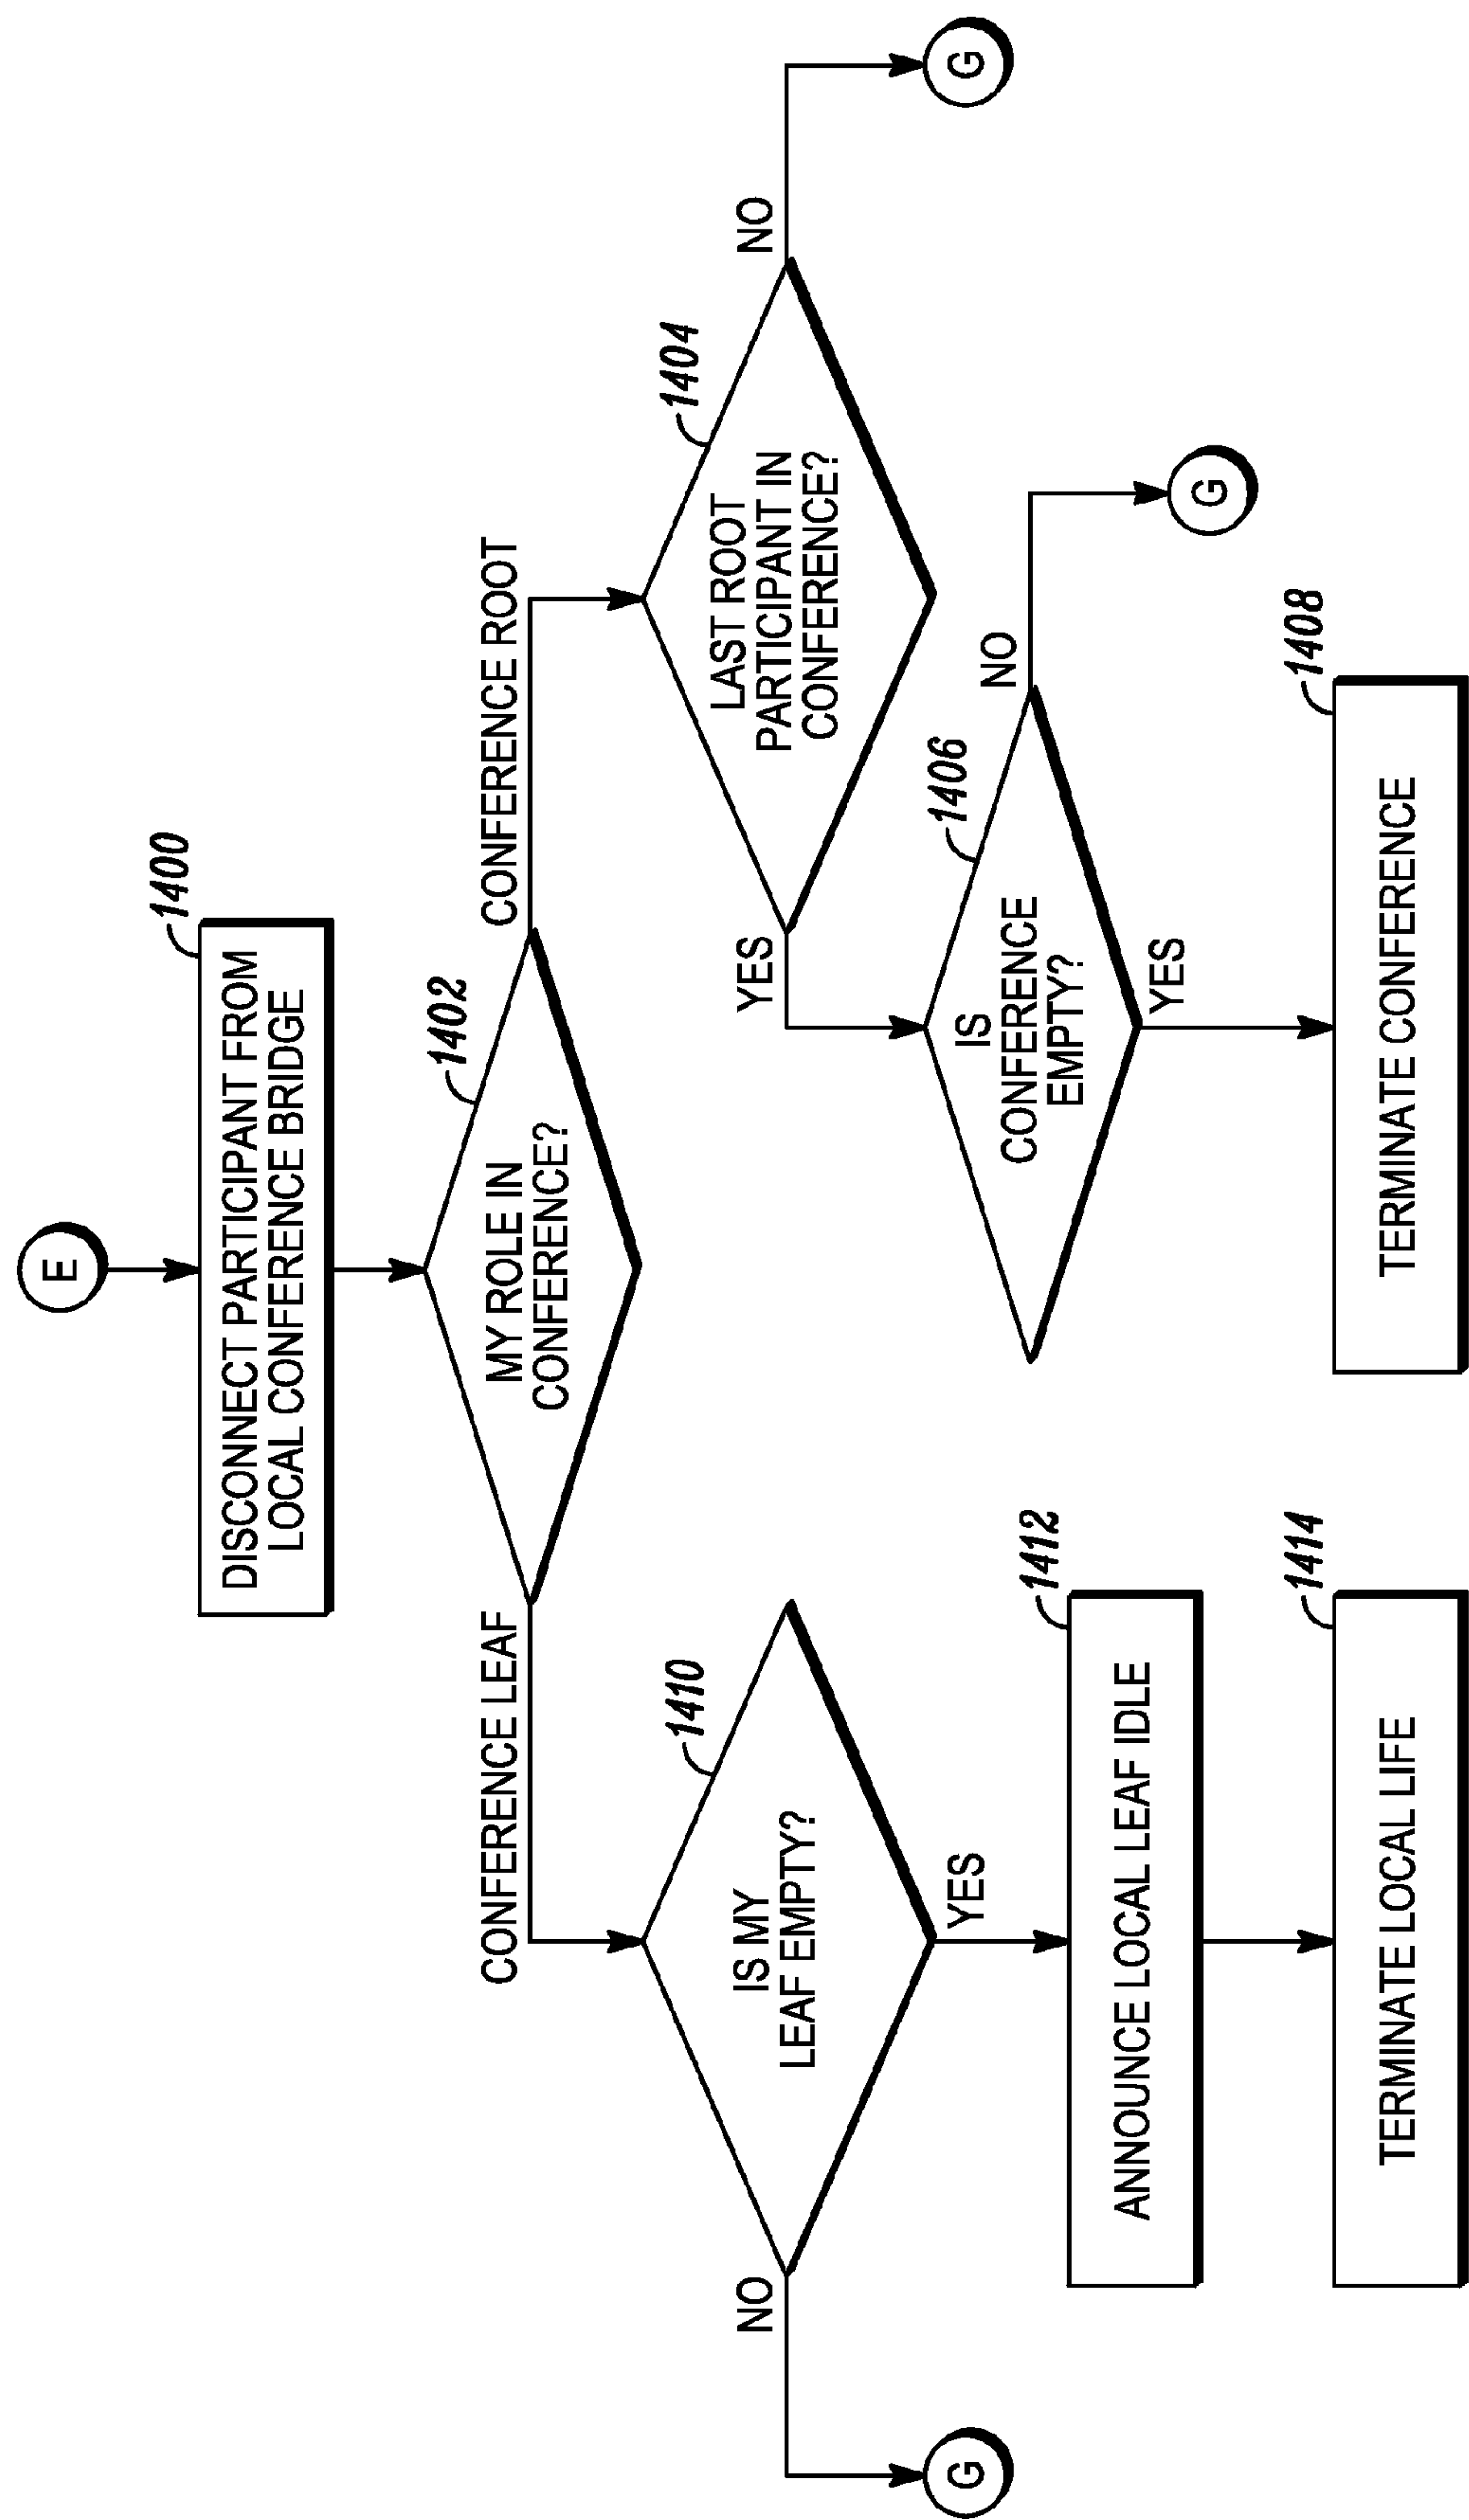 E
1400
DISCONNECT PARTICIPANT FROM
LOCAL CONFERENCE BRIDGE
1402
MY ROLE IN
CONFERENCE?
CONFERENCE LEAF
CONFERENCE ROOT
1410
IS MY
LEAF EMPTY?
NO
G
YES
1412
ANNOUNCE LOCAL LEAF IDLE
1414
TERMINATE LOCAL LIFE
1404
LAST ROOT
PARTICIPANT IN
CONFERENCE?
NO
G
YES
1406
IS
CONFERENCE
EMPTY?
NO
G
YES
1408
TERMINATE CONFERENCE